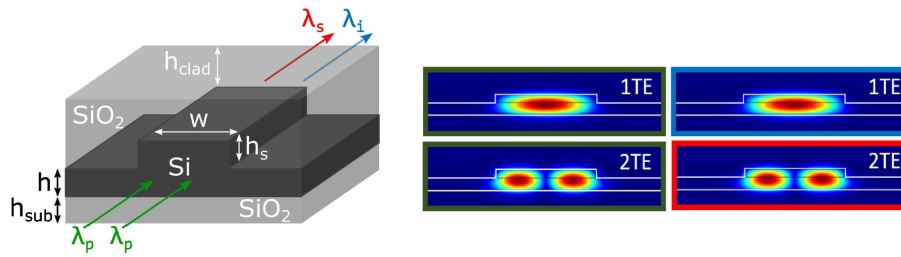 λs λi
hclad
SiO2
w
hs
Si
h
hsub
SiO2
λp λp
1TE
1TE
2TE
2TE